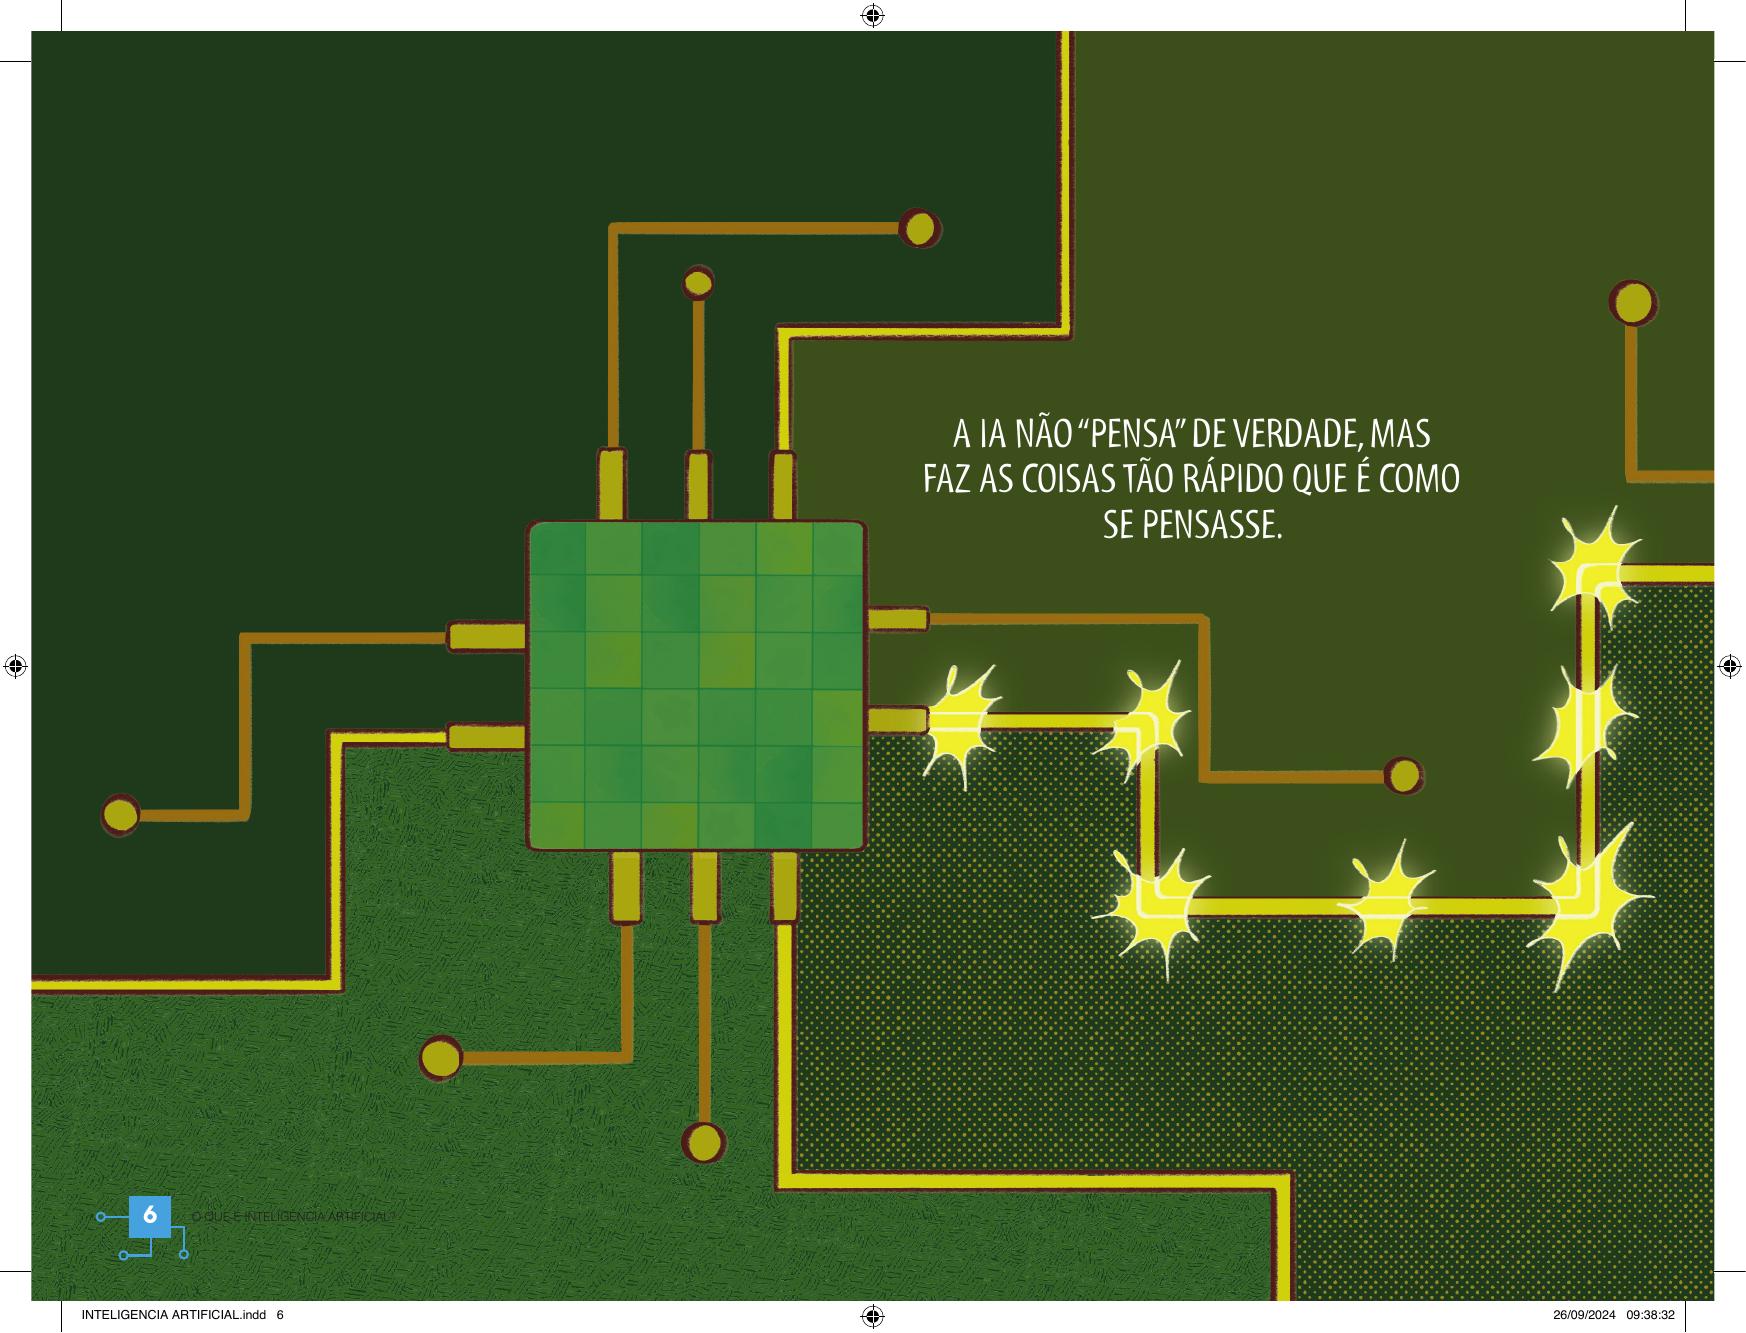 A IA NÃO “PENSA” DE VERDADE, MAS
FAZ AS COISAS TÃO RÁPIDO QUE É COMO
SE PENSASSE.
6
O QUE É INTELIGÊNCIA ARTIFICIAL?
INTELIGENCIA ARTIFICIAL.indd 6
26/09/2024 09:38:32